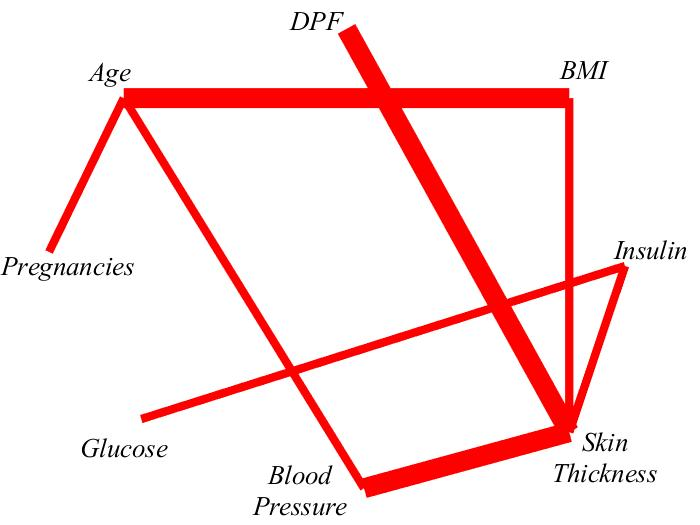 DPF
Age
BMI
Insulin
Pregnancies
Skin
Thickness
Glucose
Blood
Pressure